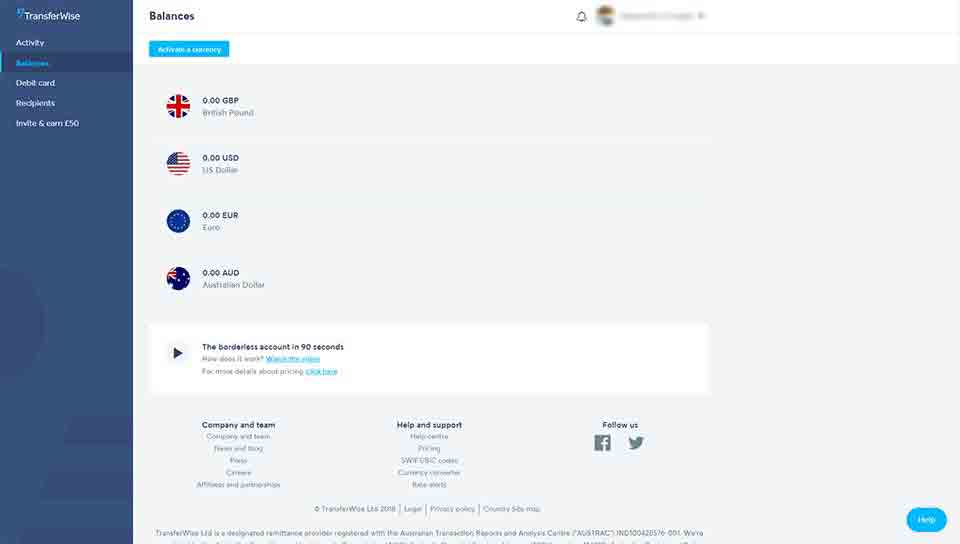 TransferWise
Activity
Balances
Debit card
Recipients
Invite & earn £50
Balances
Activate a currency
0.00 GBP
British Pound
0.00 USD
US Dollar
0.00 EUR
Euro
0.00 AUD
Australian Dollar
The borderless account in 90 seconds
How does it work? Watch the video
For more details about pricing click here
Company and team
Company and team
News and blog
Press
Careers
Affiliates and partnerships
Help and support
Help centre
Pricing
SWIFT/BIC codes
Currency converter
Rate alerts
Follow us
© TransferWise Ltd 2018 | Legal | Privacy policy | Country Site map
TransferWise Ltd is a designated remittance provider registered with the Australian Transaction Reports and Analysis Centre ("AUSTRAC") IND100425576-001. We're
Help